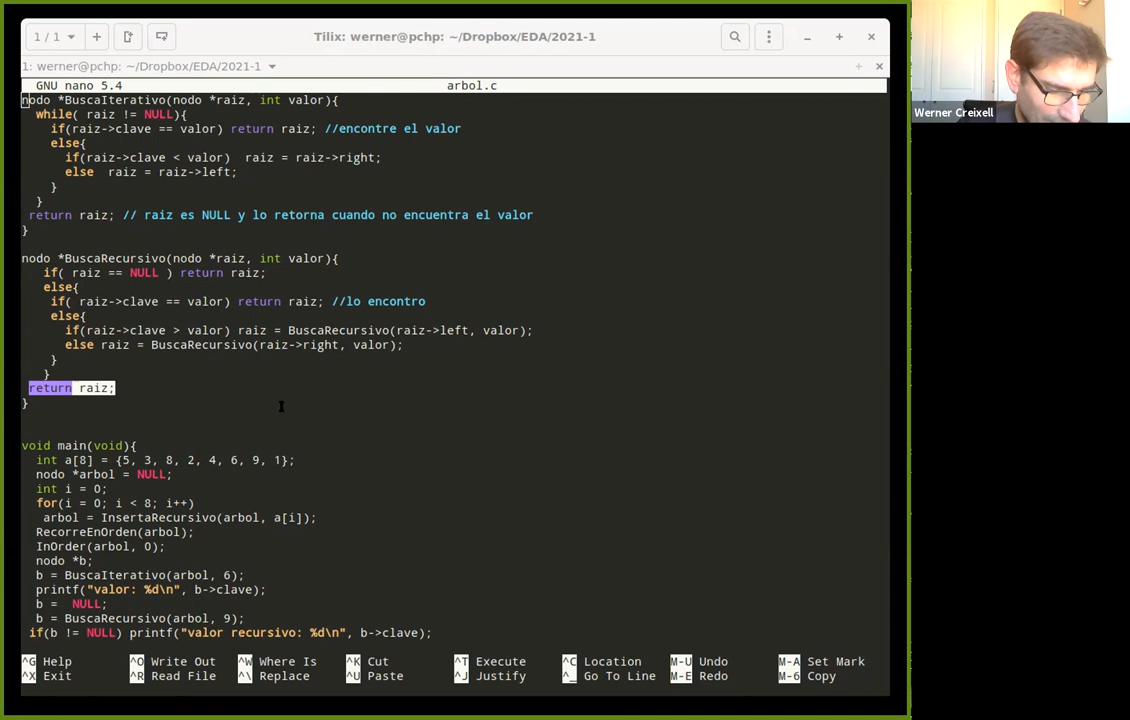 1 / 1
Tilix: werner@pchp: ~/Dropbox/EDA/2021-1
1: werner@pchp: ~/Dropbox/EDA/2021-1
GNU nano 5.4 arbol.c
nodo *BuscaIterativo(nodo *raiz, int valor){
while( raiz != NULL){
if(raiz->clave == valor) return raiz; //encontre el valor
else{
if(raiz->clave < valor) raiz = raiz->right;
else raiz = raiz->left;
}
}
return raiz; // raiz es NULL y lo retorna cuando no encuentra el valor
}
nodo *BuscaRecursivo(nodo *raiz, int valor){
if( raiz == NULL ) return raiz;
else{
if( raiz->clave == valor) return raiz; //lo encontro
else{
if(raiz->clave > valor) raiz = BuscaRecursivo(raiz->left, valor);
else raiz = BuscaRecursivo(raiz->right, valor);
}
}
return raiz;
}
void main(void){
int a[8] = {5, 3, 8, 2, 4, 6, 9, 1};
nodo *arbol = NULL;
int i = 0;
for(i = 0; i < 8; i++)
arbol = InsertaRecursivo(arbol, a[i]);
RecorreEnOrden(arbol);
InOrder(arbol, 0);
nodo *b;
b = BuscaIterativo(arbol, 6);
printf("valor: %d\n", b->clave);
b = NULL;
b = BuscaRecursivo(arbol, 9);
if(b != NULL) printf("valor recursivo: %d\n", b->clave);
^G Help ^O Write Out ^W Where Is ^K Cut ^T Execute ^C Location M-U Undo M-A Set Mark
^X Exit ^R Read File ^\ Replace ^U Paste ^J Justify ^_ Go To Line M-E Redo M-6 Copy
Werner Creixell